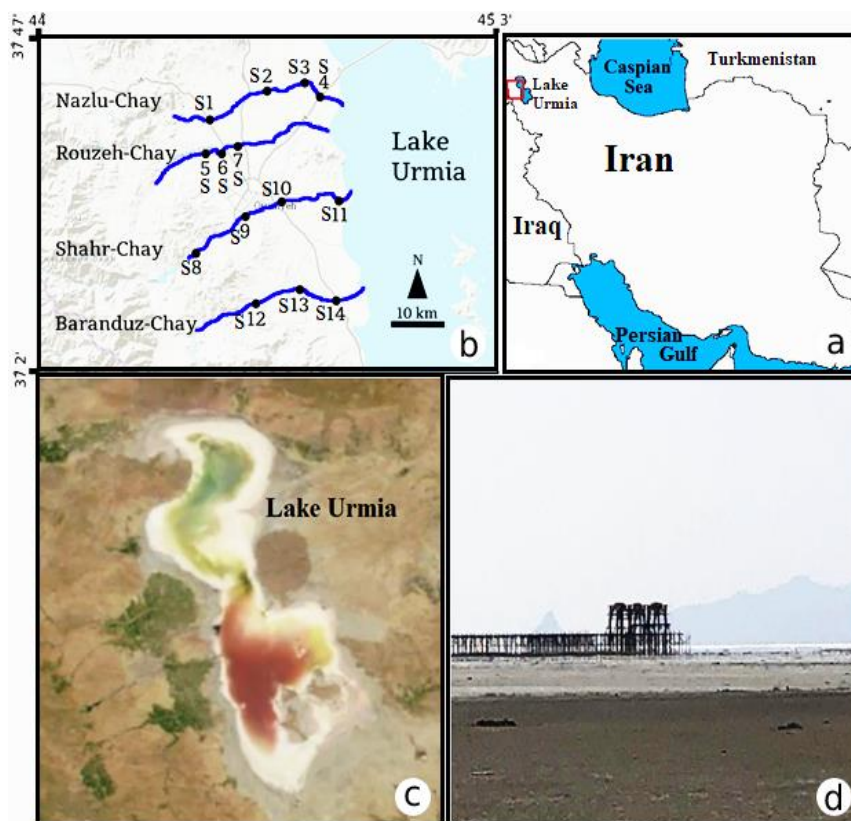 44
45 3'
37 47'
37 2'
Nazlu-Chay
S1
S2
S3
S
4
Rouzeh-Chay
5
S
6
S
7
S
Shahr-Chay
S8
S
9
S10
S11
Baranduz-Chay
S12
S13
S14
Lake
Urmia
N
10 km
b
Caspian
Sea
Turkmenistan
Lake
Urmia
Iran
Iraq
Persian
Gulf
a
Lake Urmia
c
d